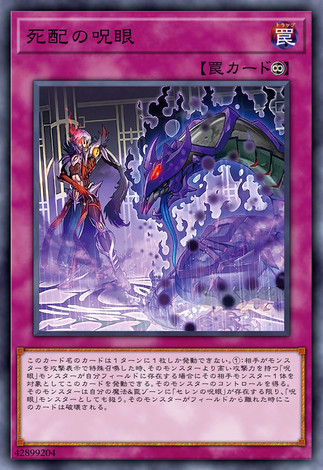 死配の呪眼
トラップ
罠
【罠カード】
このカード名のカードは1ターンに1枚しか発動できない。①:相手がモンス
ターを攻撃表示で特殊召喚した時、そのモンスターより高い攻撃力を持つ「呪
眼」モンスターが自分フィールドに存在する場合にその相手モンスター1体を
対象としてこのカードを発動できる。そのモンスターのコントロールを得る。
そのモンスターは自分の魔法&罠ゾーンに「セレンの呪眼」が存在する限り、「呪
眼」モンスターとしても扱う。そのモンスターがフィールドから離れた時にこ
のカードは破壊される。
42899204